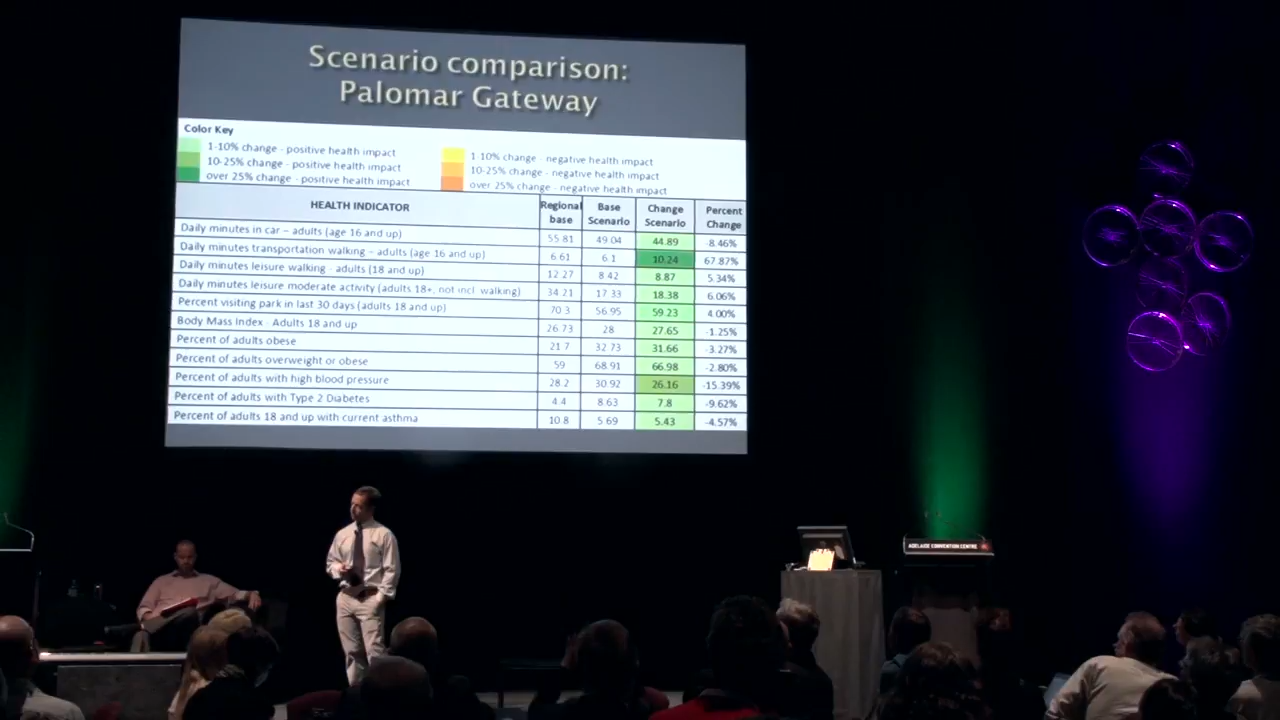 Scenario comparison:
Palomar Gateway
Color Key
1-10% change - positive health impact
10-25% change - positive health impact
over 25% change - positive health impact
1-10% change - negative health impact
10-25% change - negative health impact
over 25% change - negative health impact
HEALTH INDICATOR Regional base Base Scenario Change Scenario Percent Change
Daily minutes in car – adults (age 16 and up) 55.81 49.04 44.89 -8.46%
Daily minutes transportation walking – adults (age 16 and up) 6.61 6.1 10.24 67.87%
Daily minutes leisure walking - adults (18 and up) 12.27 8.42 8.87 5.34%
Daily minutes leisure moderate activity (adults 18+, not incl. walking) 34.21 17.33 18.38 6.06%
Percent visiting park in last 30 days (adults 18 and up) 70.3 56.95 59.23 4.00%
Body Mass Index - Adults 18 and up 26.73 28 27.65 -1.25%
Percent of adults obese 21.7 32.73 31.66 -3.27%
Percent of adults overweight or obese 59 68.91 66.98 -2.80%
Percent of adults with high blood pressure 28.2 30.92 26.16 -15.39%
Percent of adults with Type 2 Diabetes 4.4 8.63 7.8 -9.62%
Percent of adults 18 and up with current asthma 10.8 5.69 5.43 -4.57%
ADELAIDE CONVENTION CENTRE